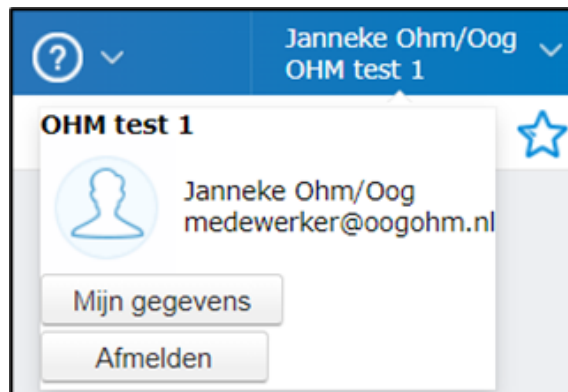 ?
Janneke Ohm/Oog
OHM test 1
OHM test 1
Janneke Ohm/Oog
medewerker@oogohm.nl
Mijn gegevens
Afmelden